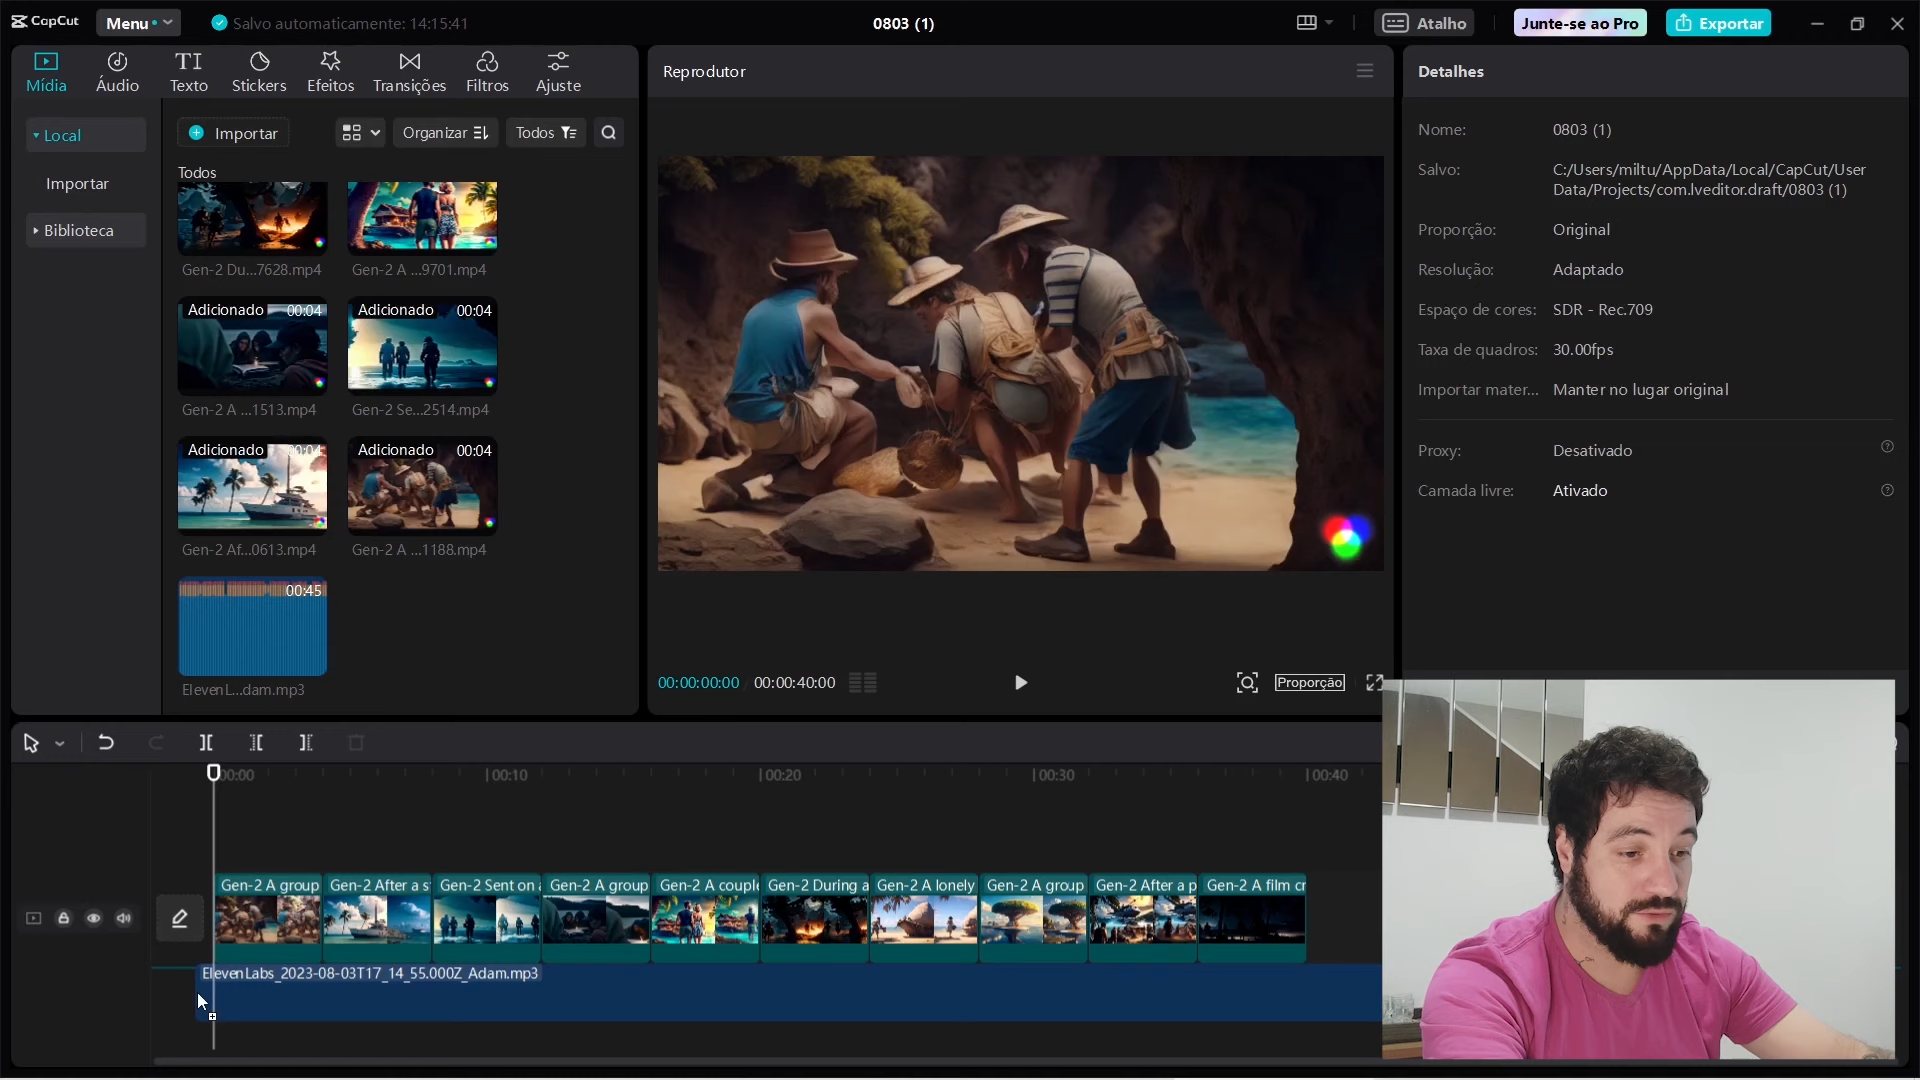 CapCut
Menu
Salvo automaticamente: 14:15:41
0803 (1)
Atalho
Junte-se ao Pro
Exportar
Mídia
Áudio
Texto
Stickers
Efeitos
Transições
Filtros
Ajuste
Local
Importar
Biblioteca
Importar
Organizar
Todos
Todos
Gen-2 Du...7628.mp4
Gen-2 A ...9701.mp4
Adicionado 00:04
Adicionado 00:04
Gen-2 A ...1513.mp4
Gen-2 Se...2514.mp4
Adicionado 00:04
Adicionado 00:04
Gen-2 Af...0613.mp4
Gen-2 A ...1188.mp4
00:45
ElevenL...dam.mp3
Reprodutor
00:00:00:00
00:00:40:00
Proporção
Detalhes
Nome: 0803 (1)
Salvo: C:/Users/miltu/AppData/Local/CapCut/User
Data/Projects/com.lveditor.draft/0803 (1)
Proporção: Original
Resolução: Adaptado
Espaço de cores: SDR - Rec.709
Taxa de quadros: 30.00fps
Importar mater... Manter no lugar original
Proxy: Desativado
Camada livre: Ativado
00:00
00:10
00:20
00:30
00:40
Gen-2 A group
Gen-2 After a s
Gen-2 Sent on a
Gen-2 A group
Gen-2 A couple
Gen-2 During a
Gen-2 A lonely
Gen-2 A group
Gen-2 After a p
Gen-2 A film cr
ElevenLabs_2023-08-03T17_14_55.000Z_Adam.mp3